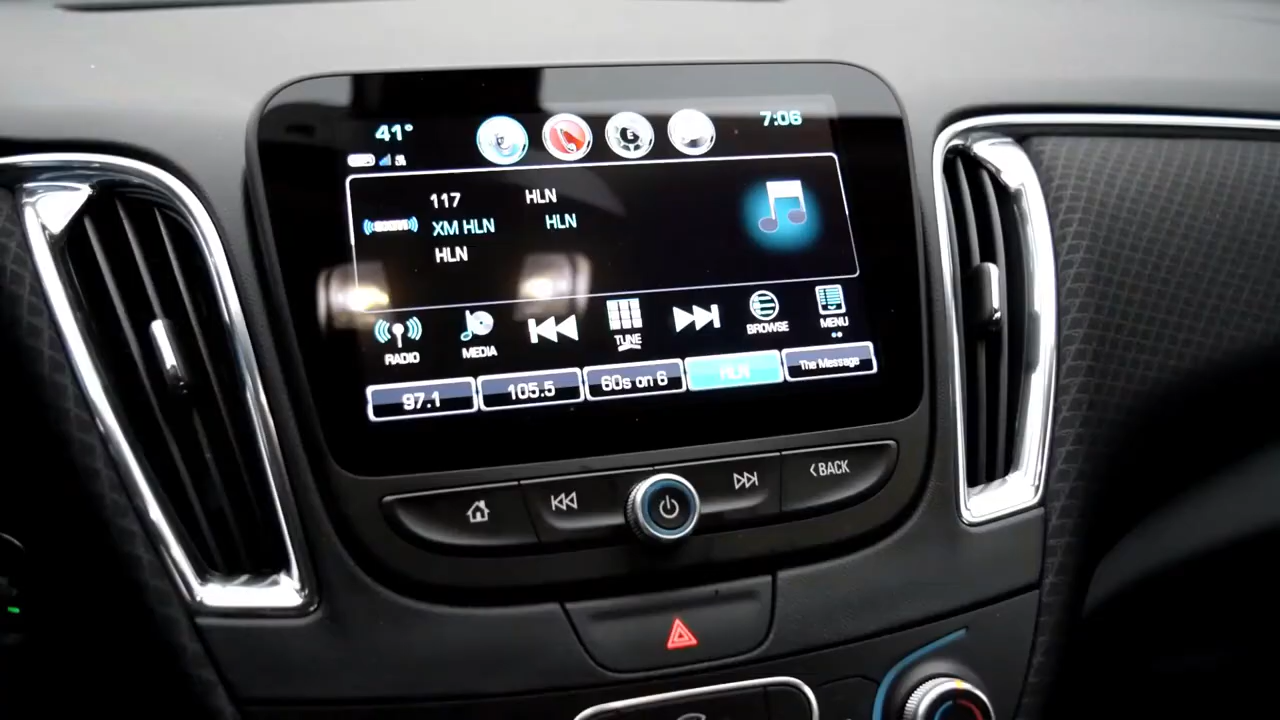 41° 7:06
117 HLN
XM HLN HLN
HLN
RADIO MEDIA TUNE BROWSE MENU
97.1 105.5 60s on 6 HLN The Message
BACK